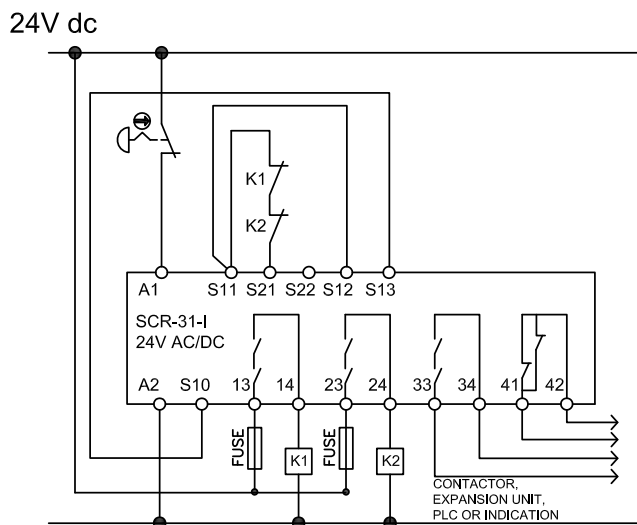 24V dc
K1
K2
A1 S11 S21 S22 S12 S13
SCR-31-I
24V AC/DC
A2 S10 13 14 23 24 33 34 41 42
FUSE K1 FUSE K2
CONTACTOR,
EXPANSION UNIT,
PLC OR INDICATION